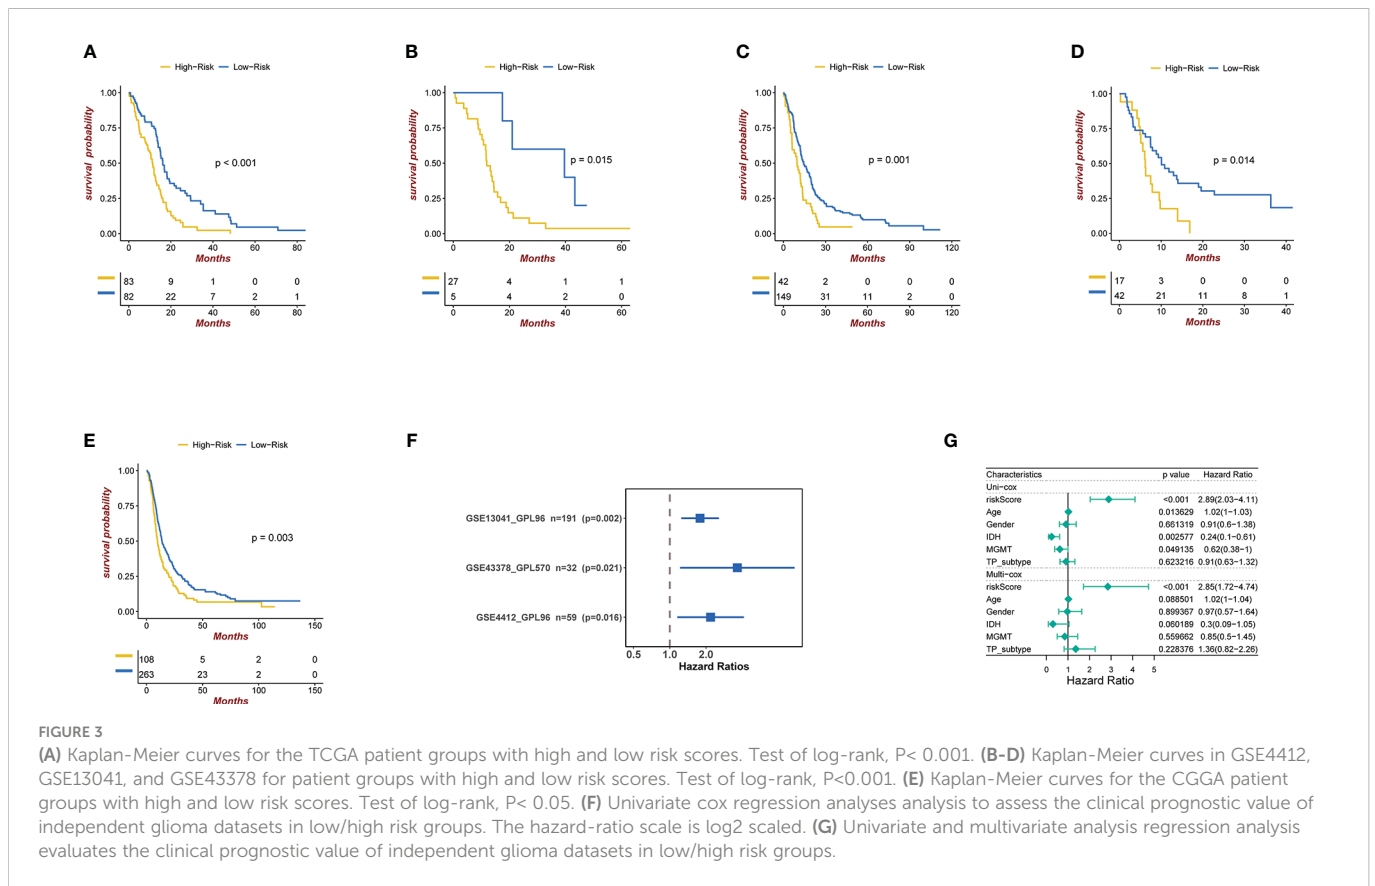 A
High-Risk Low-Risk
survival probability
1.00
0.75
0.50
0.25
0.00
p < 0.001
0 20 40 60 80
Months
83 9 1 0 0
82 22 7 2 1
0 20 40 60 80
Months
B
High-Risk Low-Risk
survival probability
1.00
0.75
0.50
0.25
0.00
p = 0.015
0 20 40 60
Months
27 4 1 1
5 4 2 0
0 20 40 60
Months
C
High-Risk Low-Risk
survival probability
1.00
0.75
0.50
0.25
0.00
p = 0.001
0 30 60 90 120
Months
42 2 0 0 0
149 31 11 2 0
0 30 60 90 120
Months
D
High-Risk Low-Risk
survival probability
1.00
0.75
0.50
0.25
0.00
p = 0.014
0 10 20 30 40
Months
17 3 0 0 0
42 21 11 8 1
0 10 20 30 40
Months
E
High-Risk Low-Risk
survival probability
1.00
0.75
0.50
0.25
0.00
p = 0.003
0 50 100 150
Months
108 5 2 0
263 23 2 0
0 50 100 150
Months
F
GSE13041_GPL96 n=191 (p=0.002)
GSE43378_GPL570 n=32 (p=0.021)
GSE4412_GPL96 n=59 (p=0.016)
0.5 1.0 2.0
Hazard Ratios
G
Characteristics p value Hazard Ratio
Uni-cox
riskScore <0.001 2.89(2.03-4.11)
Age 0.013629 1.02(1-1.03)
Gender 0.661319 0.91(0.6-1.38)
IDH 0.002577 0.24(0.1-0.61)
MGMT 0.049135 0.62(0.38-1)
TP_subtype 0.623216 0.91(0.63-1.32)
Multi-cox
riskScore <0.001 2.85(1.72-4.74)
Age 0.088501 1.02(1-1.04)
Gender 0.899367 0.97(0.57-1.64)
IDH 0.060189 0.3(0.09-1.05)
MGMT 0.559662 0.85(0.5-1.45)
TP_subtype 0.228376 1.36(0.82-2.26)
0 1 2 3 4 5
Hazard Ratio
FIGURE 3
(A) Kaplan-Meier curves for the TCGA patient groups with high and low risk scores. Test of log-rank, P< 0.001. (B-D) Kaplan-Meier curves in GSE4412,
GSE13041, and GSE43378 for patient groups with high and low risk scores. Test of log-rank, P<0.001. (E) Kaplan-Meier curves for the CGGA patient
groups with high and low risk scores. Test of log-rank, P< 0.05. (F) Univariate cox regression analyses analysis to assess the clinical prognostic value of
independent glioma datasets in low/high risk groups. The hazard-ratio scale is log2 scaled. (G) Univariate and multivariate analysis regression analysis
evaluates the clinical prognostic value of independent glioma datasets in low/high risk groups.